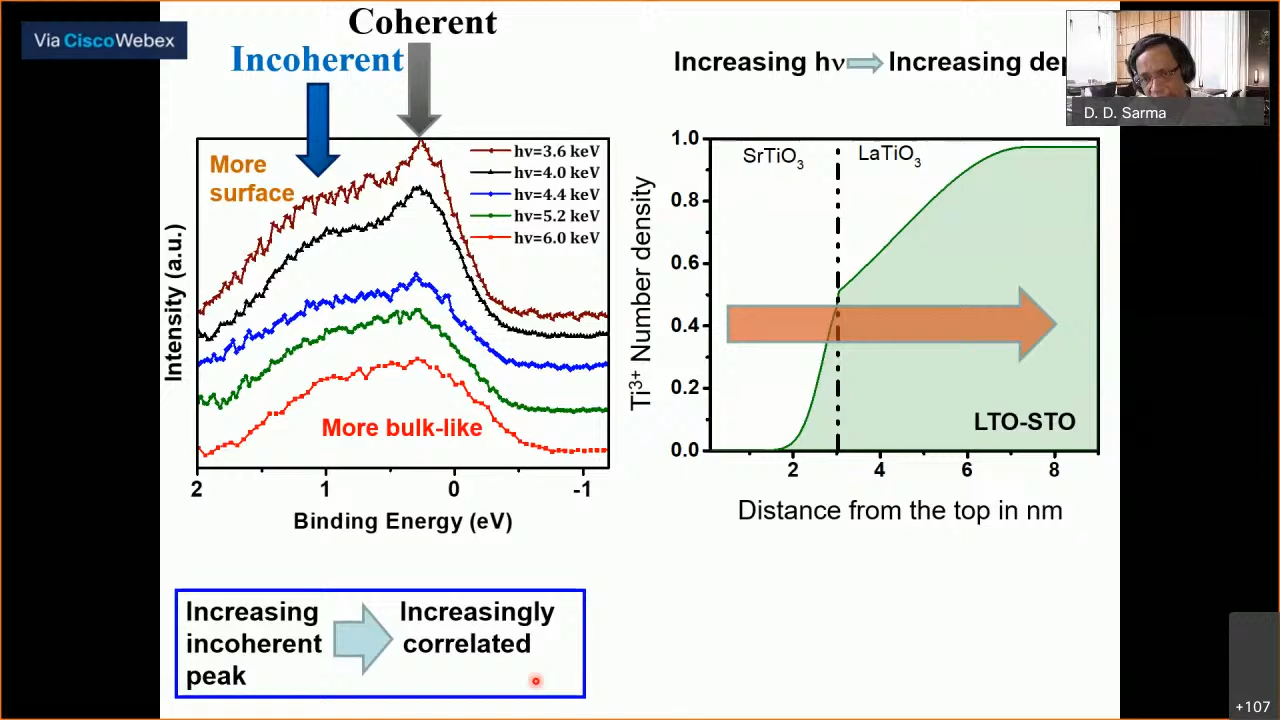 Via CiscoWebex
Coherent
Incoherent
Increasing hν Increasing dep
D. D. Sarma
More
surface
hν=3.6 keV
hν=4.0 keV
hν=4.4 keV
hν=5.2 keV
hν=6.0 keV
More bulk-like
Intensity (a.u.)
2 1 0 -1
Binding Energy (eV)
SrTiO3
LaTiO3
1.0
0.8
0.6
0.4
0.2
0.0
Ti3+ Number density
LTO-STO
2 4 6 8
Distance from the top in nm
Increasing
incoherent
peak
Increasingly
correlated
+107